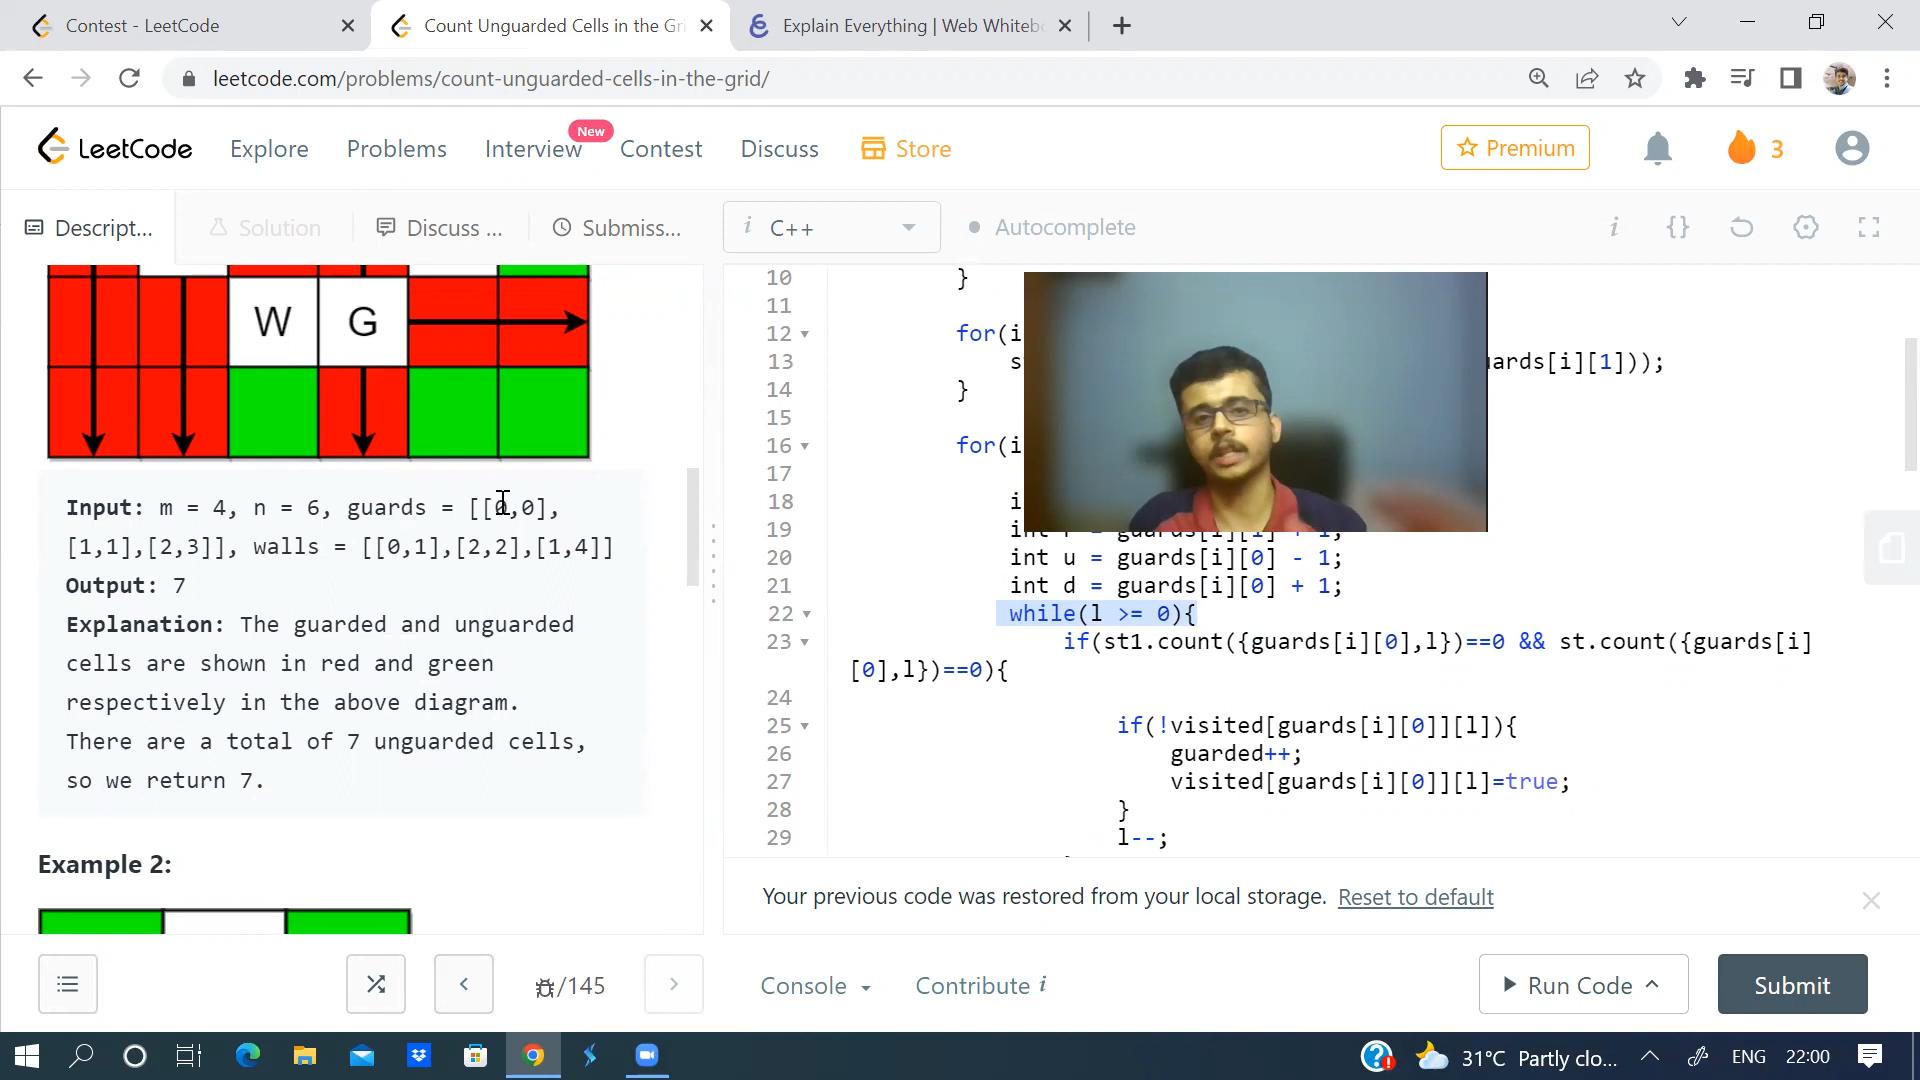 Contest - LeetCode
Count Unguarded Cells in the Gri
Explain Everything | Web Whitebo
leetcode.com/problems/count-unguarded-cells-in-the-grid/
LeetCode
Explore
Problems
Interview
New
Contest
Discuss
Store
Premium
3
Descript...
Solution
Discuss ...
Submiss...
i
C++
Autocomplete
i
{}
W
G
Input: m = 4, n = 6, guards = [[0,0],
[1,1],[2,3]], walls = [[0,1],[2,2],[1,4]]
Output: 7
Explanation: The guarded and unguarded
cells are shown in red and green
respectively in the above diagram.
There are a total of 7 unguarded cells,
so we return 7.
Example 2:
10 }
11
12 for(i
13 s uards[i][1]));
14 }
15
16 for(i
17
18 i
19
20 int u = guards[i][0] - 1;
21 int d = guards[i][0] + 1;
22 while(l >= 0){
23 if(st1.count({guards[i][0],l})==0 && st.count({guards[i]
[0],l})==0){
24
25 if(!visited[guards[i][0]][l]){
26 guarded++;
27 visited[guards[i][0]][l]=true;
28 }
29 l--;
Your previous code was restored from your local storage. Reset to default
/145
Console
Contribute i
Run Code
Submit
31°C Partly clo...
ENG
22:00